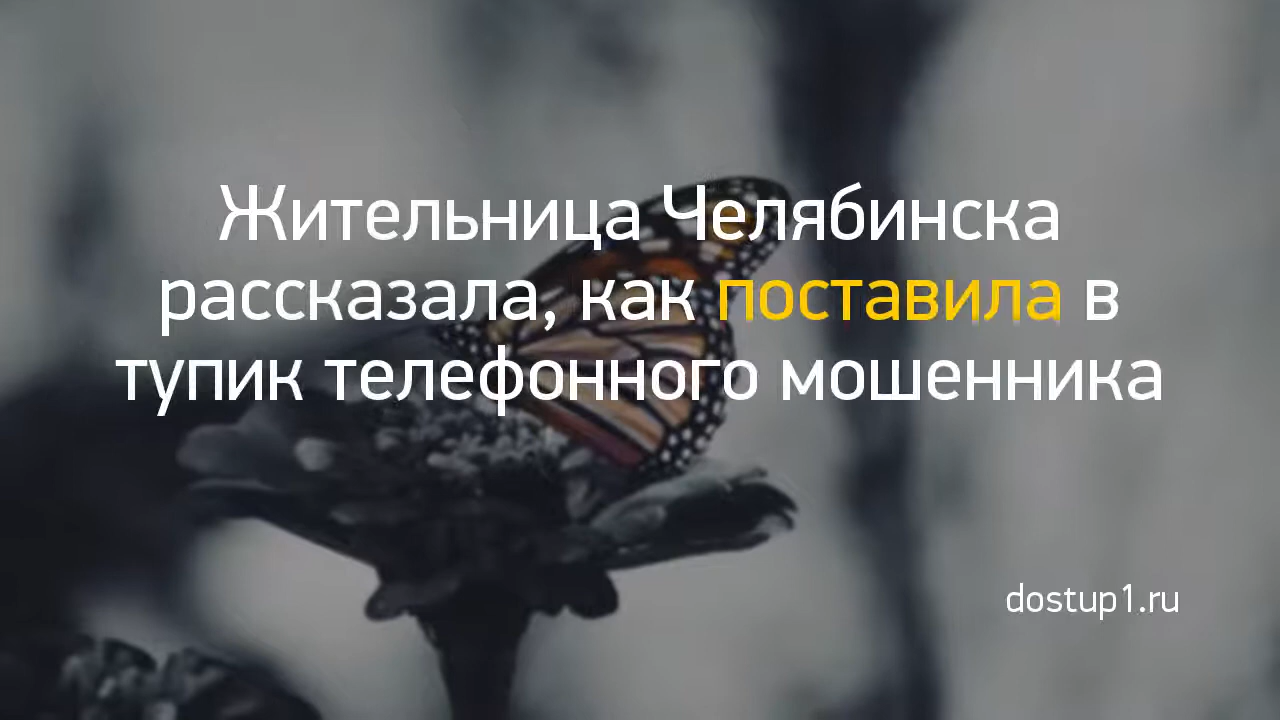 Жительница Челябинска
рассказала, как поставила в
тупик телефонного мошенника
dostup1.ru